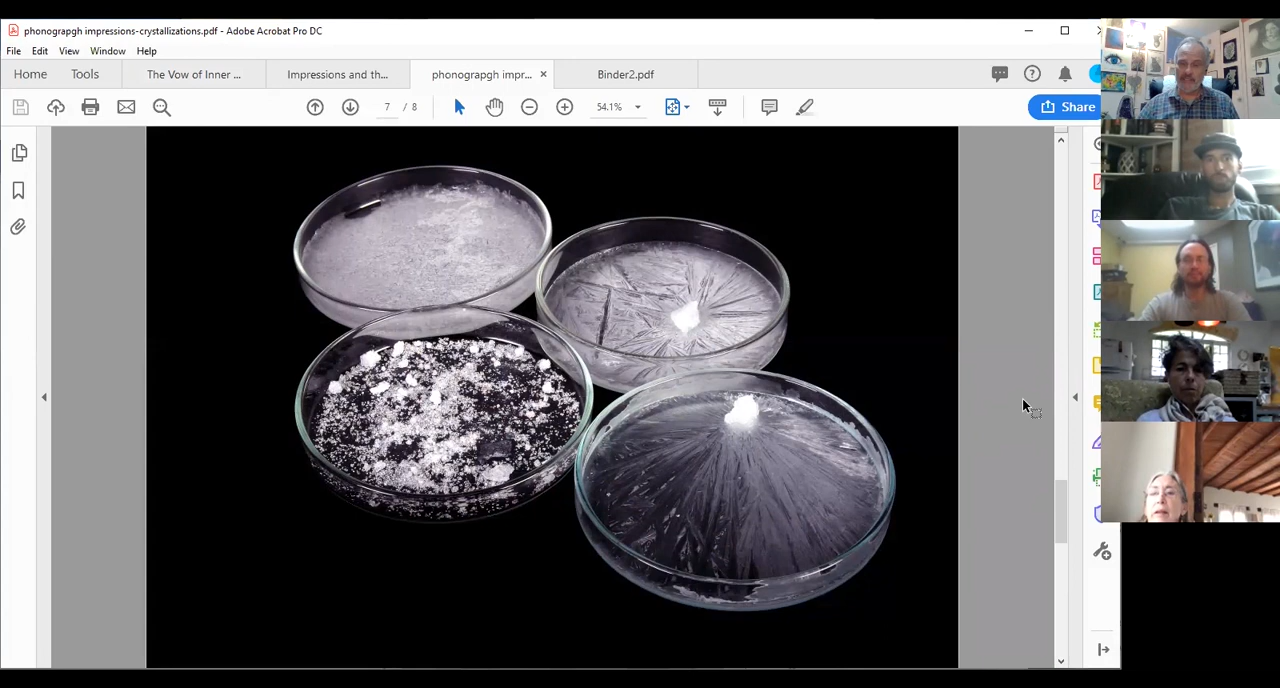 phonograpgh impressions-crystallizations.pdf - Adobe Acrobat Pro DC
File Edit View Window Help
Home Tools The Vow of Inner ... Impressions and th... phonograpgh impr... × Binder2.pdf
7 / 8 54.1% Share